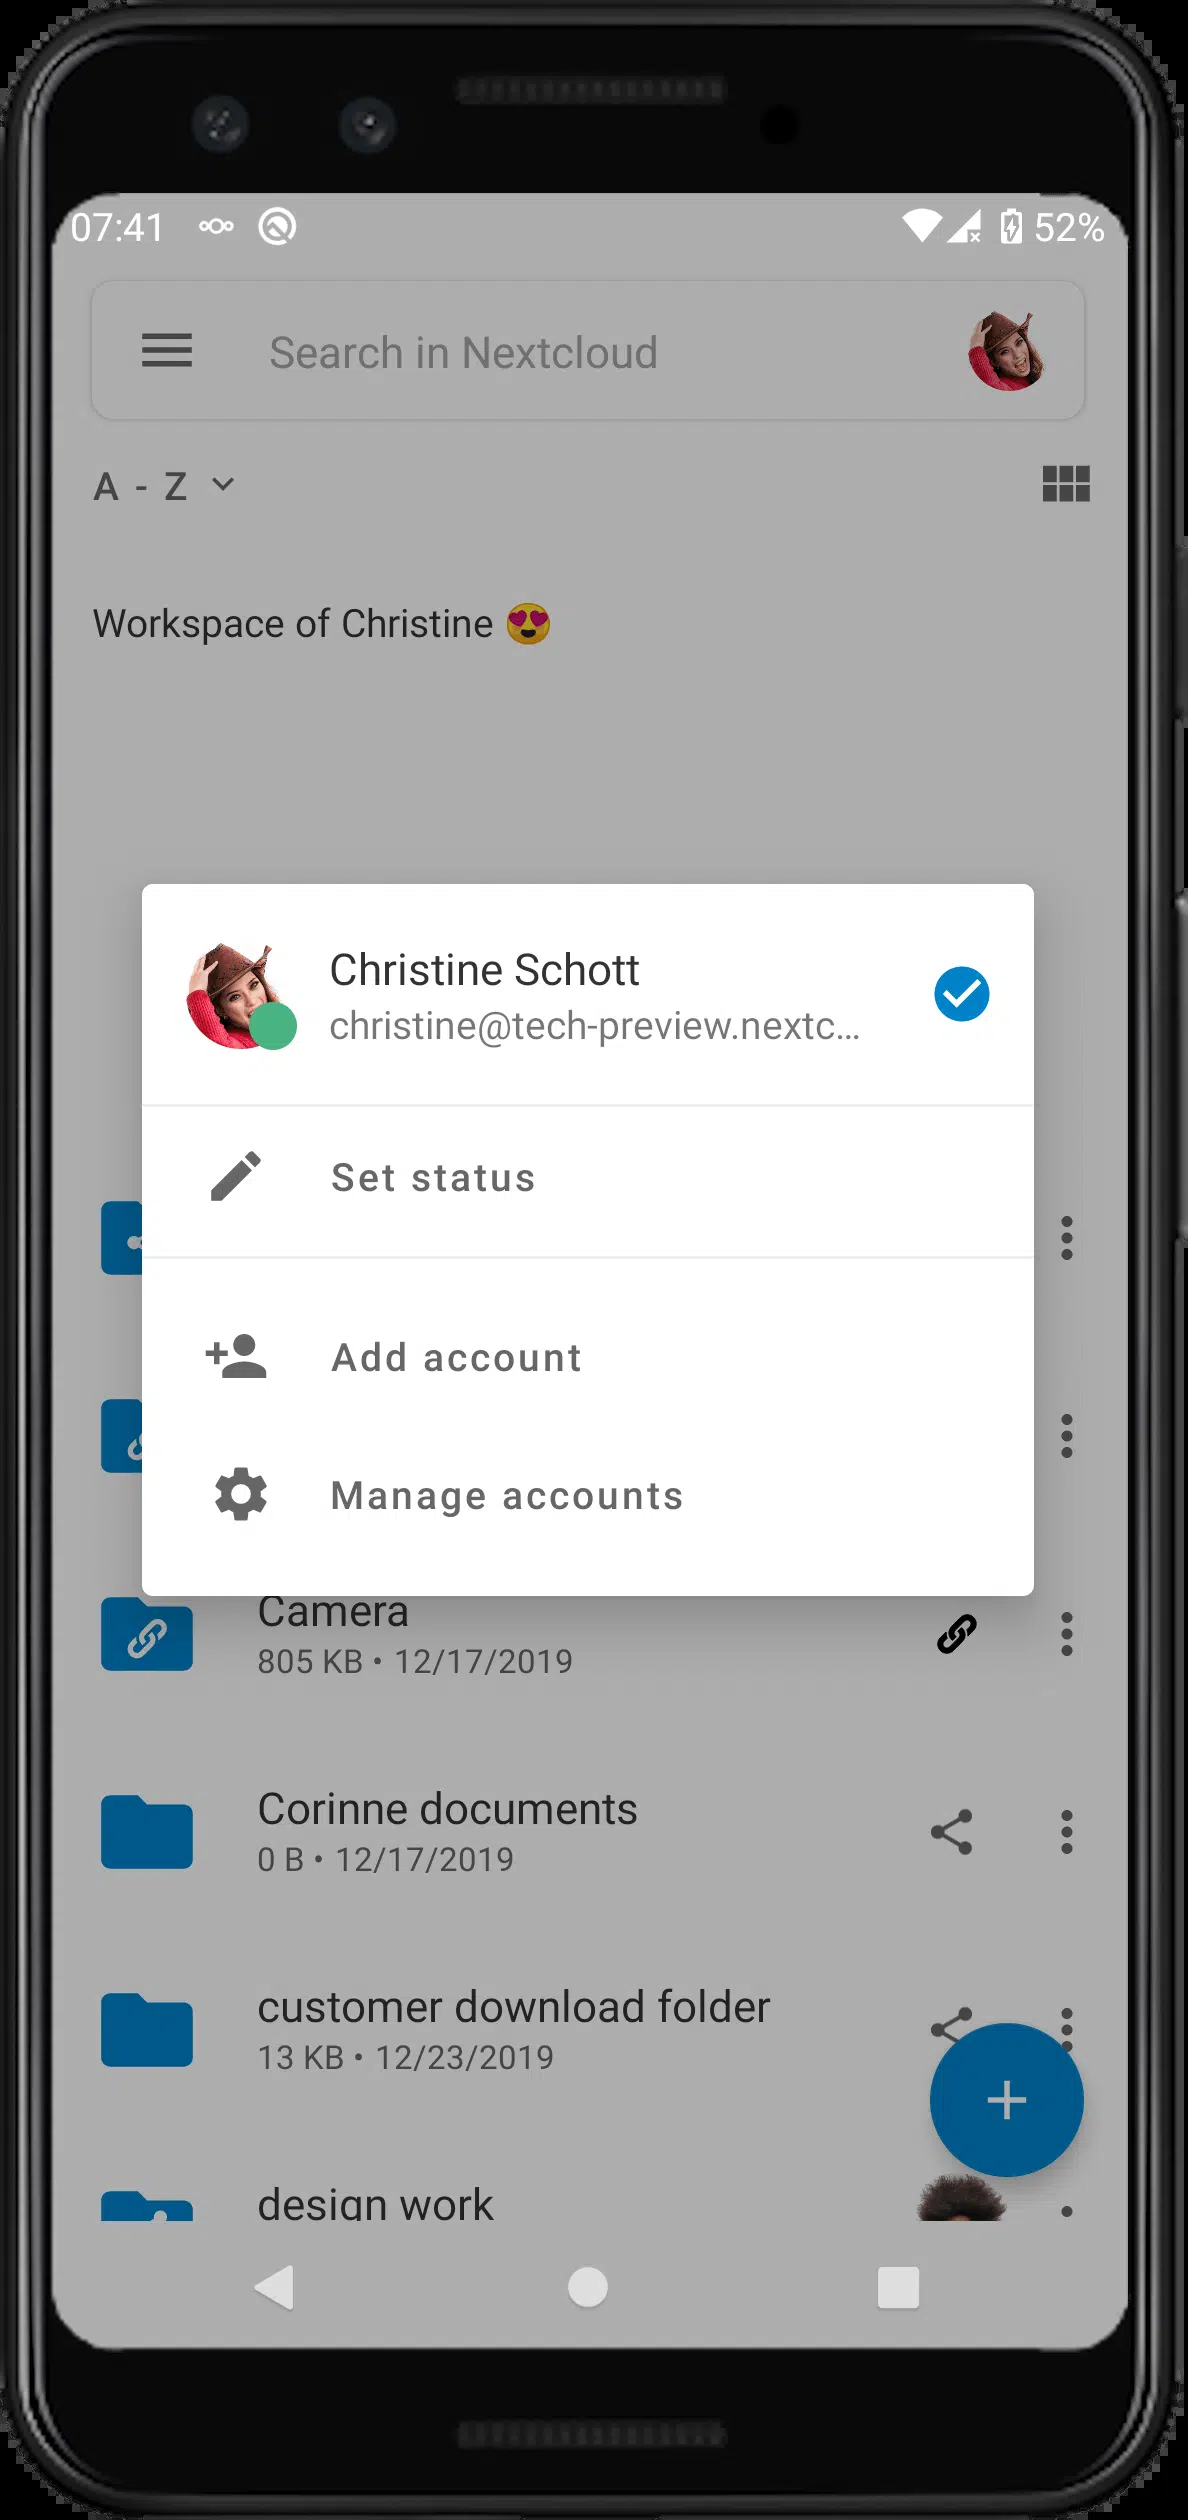 07:41
52%
Search in Nextcloud
A - Z
Workspace of Christine 😍
Christine Schott
christine@tech-preview.nextc...
Set status
Add account
Manage accounts
Camera
805 KB • 12/17/2019
Corinne documents
0 B • 12/17/2019
customer download folder
13 KB • 12/23/2019
design work